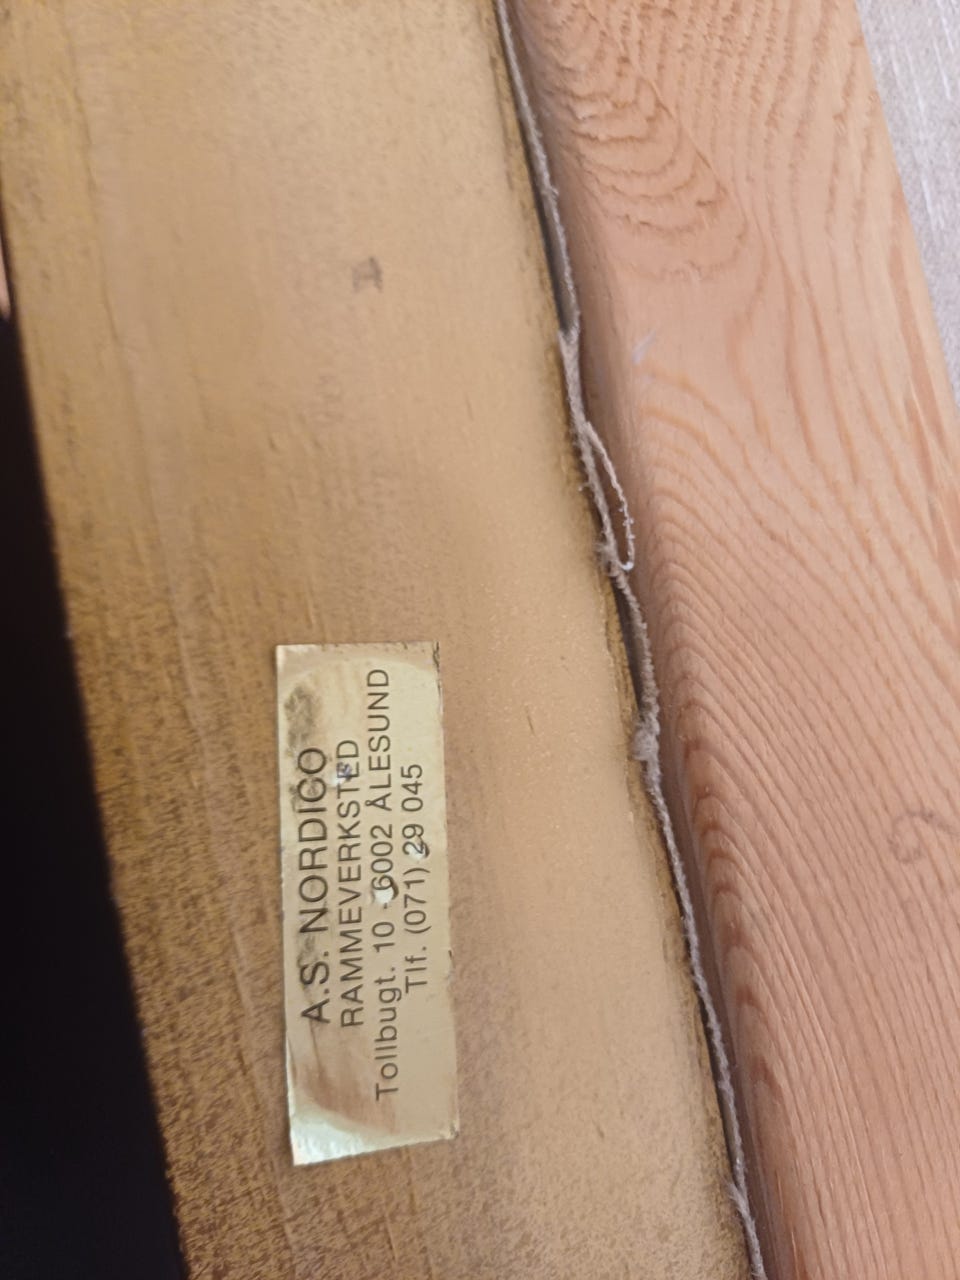 A.S. NORDICO
RAMMEVERKSTED
Tollbugt. 10 - 6002 ÅLESUND
Tlf. (071) 29 045